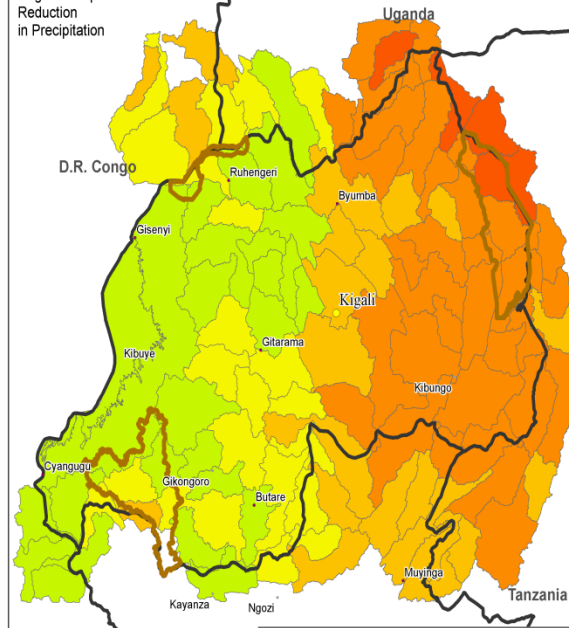 Reduction
in Precipitation
Uganda
D.R. Congo
Ruhengeri
Byumba
Gisenyi
Kigali
Gitarama
Kibuye
Kibungo
Cyangugu
Gikongoro
Butare
Muyinga
Tanzania
Kayanza
Ngozi